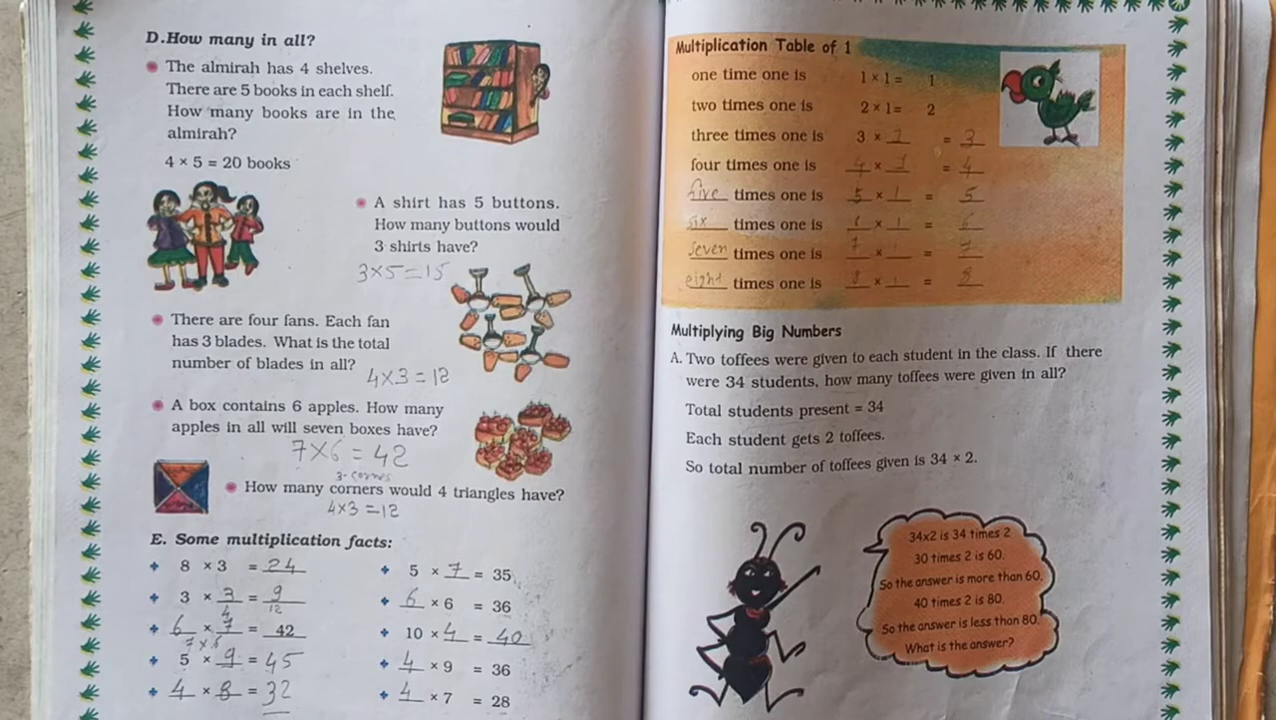 D.How many in all?
The almirah has 4 shelves.
There are 5 books in each shelf.
How many books are in the
almirah?
4 × 5 = 20 books
A shirt has 5 buttons.
How many buttons would
3 shirts have?
3×5=15
There are four fans. Each fan
has 3 blades. What is the total
number of blades in all?
4×3=12
A box contains 6 apples. How many
apples in all will seven boxes have?
7×6 = 42
3-corners
How many corners would 4 triangles have?
4×3=12
E. Some multiplication facts:
8 × 3 = 24
3 × 3 = 9
4 12
6 × 7 = 42
7×6
5 × 9 = 45
4 × 8 = 32
5 × 7 = 35
6 × 6 = 36
10 × 4 = 40
4 × 9 = 36
4 × 7 = 28
Multiplication Table of 1
one time one is 1 × 1 = 1
two times one is 2 × 1= 2
three times one is 3 × 1 = 3
four times one is 4 × 1 = 4
five times one is 5 × 1 = 5
six times one is 6 × 1 = 6
seven times one is 7 × 1 = 7
eight times one is 8 × 1 = 8
Multiplying Big Numbers
A. Two toffees were given to each student in the class. If there
were 34 students, how many toffees were given in all?
Total students present = 34
Each student gets 2 toffees.
So total number of toffees given is 34 × 2.
34x2 is 34 times 2
30 times 2 is 60.
So the answer is more than 60.
40 times 2 is 80.
So the answer is less than 80.
What is the answer?